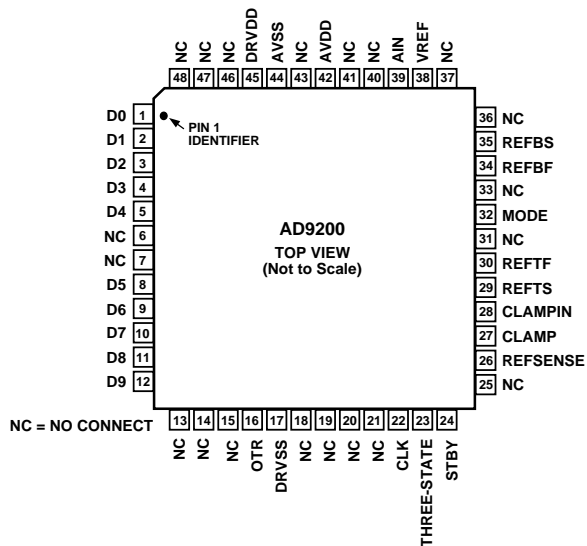 NC
NC
NC
DRVDD
AVSS
NC
AVDD
NC
NC
AIN
VREF
NC
48 47 46 45 44 43 42 41 40 39 38 37
D0 1
D1 2
D2 3
D3 4
D4 5
NC 6
NC 7
D5 8
D6 9
D7 10
D8 11
D9 12
PIN 1
IDENTIFIER
AD9200
TOP VIEW
(Not to Scale)
36 NC
35 REFBS
34 REFBF
33 NC
32 MODE
31 NC
30 REFTF
29 REFTS
28 CLAMPIN
27 CLAMP
26 REFSENSE
25 NC
NC = NO CONNECT
13 14 15 16 17 18 19 20 21 22 23 24
NC
NC
NC
OTR
DRVSS
NC
NC
NC
NC
CLK
THREE-STATE
STBY